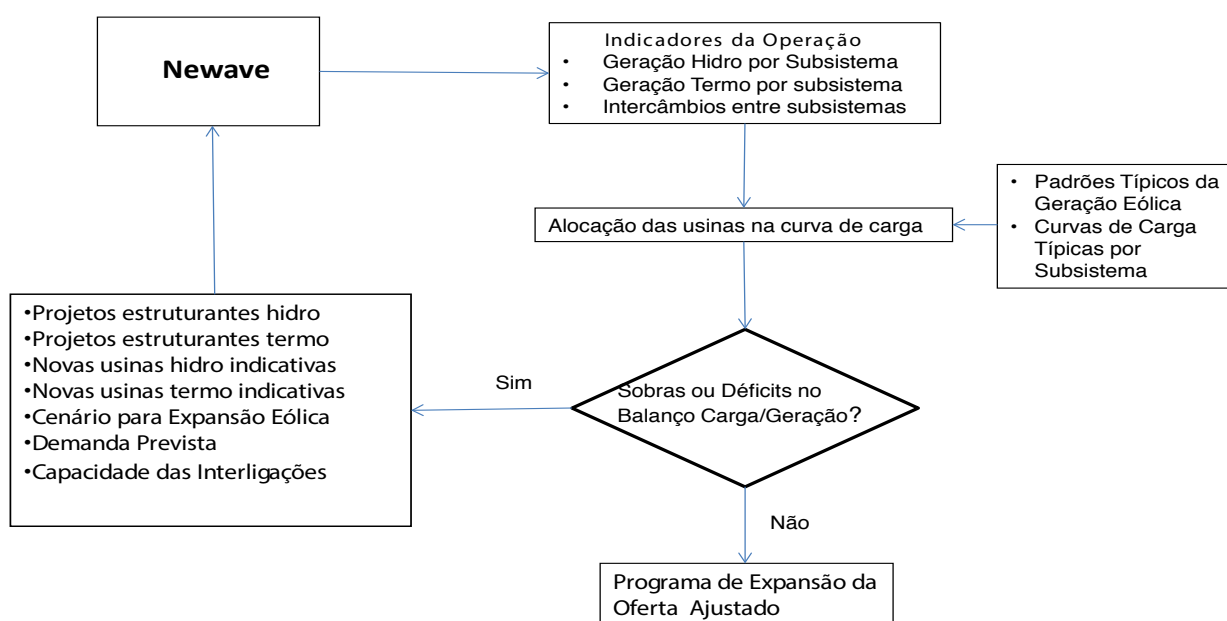 Newave
Indicadores da Operação
• Geração Hidro por Subsistema
• Geração Termo por subsistema
• Intercâmbios entre subsistemas
• Padrões Típicos da
Geração Eólica
• Curvas de Carga
Típicas por
Subsistema
Alocação das usinas na curva de carga
•Projetos estruturantes hidro
•Projetos estruturantes termo
•Novas usinas hidro indicativas
•Novas usinas termo indicativas
•Cenário para Expansão Eólica
•Demanda Prevista
•Capacidade das Interligações
Sim
Sobras ou Déficits no
Balanço Carga/Geração?
Não
Programa de Expansão da
Oferta Ajustado